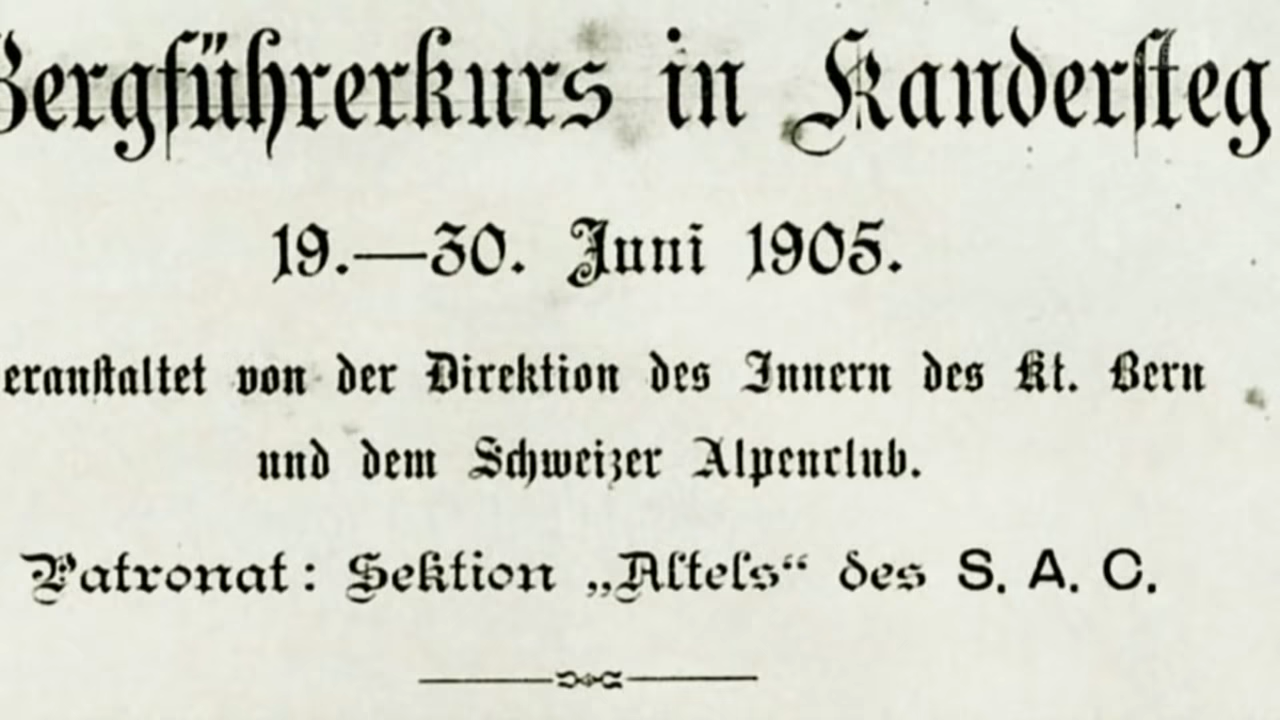 Bergführerkurs in Kandersteg
19.—30. Juni 1905.
eranstaltet von der Direktion des Innern des Kt. Bern
und dem Schweizer Alpenclub.
Patronat: Sektion „Altels“ des S. A. C.